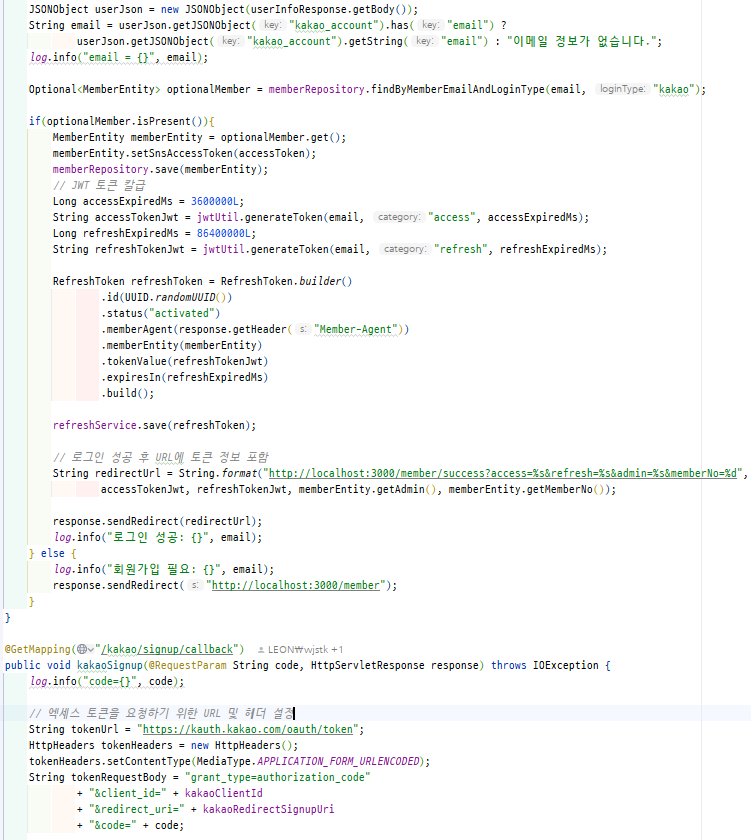 JSONObject userJson = new JSONObject(userInfoResponse.getBody());
String email = userJson.getJSONObject( key: "kakao_account").has( key: "email") ?
userJson.getJSONObject( key: "kakao_account").getString( key: "email") : "이메일 정보가 없습니다.";
log.info("email = {}", email);
Optional<MemberEntity> optionalMember = memberRepository.findByMemberEmailAndLoginType(email, loginType: "kakao");
if(optionalMember.isPresent()){
MemberEntity memberEntity = optionalMember.get();
memberEntity.setSnsAccessToken(accessToken);
memberRepository.save(memberEntity);
// JWT 토큰 칼급
Long accessExpiredMs = 3600000L;
String accessTokenJwt = jwtUtil.generateToken(email, category: "access", accessExpiredMs);
Long refreshExpiredMs = 86400000L;
String refreshTokenJwt = jwtUtil.generateToken(email, category: "refresh", refreshExpiredMs);
RefreshToken refreshToken = RefreshToken.builder()
.id(UUID.randomUUID())
.status("activated")
.memberAgent(response.getHeader( s: "Member-Agent"))
.memberEntity(memberEntity)
.tokenValue(refreshTokenJwt)
.expiresIn(refreshExpiredMs)
.build();
refreshService.save(refreshToken);
// 로그인 성공 후 URL에 토큰 정보 포함
String redirectUrl = String.format("http://localhost:3000/member/success?access=%s&refresh=%s&admin=%s&memberNo=%d",
accessTokenJwt, refreshTokenJwt, memberEntity.getAdmin(), memberEntity.getMemberNo());
response.sendRedirect(redirectUrl);
log.info("로그인 성공: {}", email);
} else {
log.info("회원가입 필요: {}", email);
response.sendRedirect( s: "http://localhost:3000/member");
}
}
@GetMapping("/kakao/signup/callback") LEON₩wjstk +1
public void kakaoSignup(@RequestParam String code, HttpServletResponse response) throws IOException {
log.info("code={}", code);
// 엑세스 토큰을 요청하기 위한 URL 및 헤더 설정
String tokenUrl = "https://kauth.kakao.com/oauth/token";
HttpHeaders tokenHeaders = new HttpHeaders();
tokenHeaders.setContentType(MediaType.APPLICATION_FORM_URLENCODED);
String tokenRequestBody = "grant_type=authorization_code"
+ "&client_id=" + kakaoClientId
+ "&redirect_uri=" + kakaoRedirectSignupUri
+ "&code=" + code;